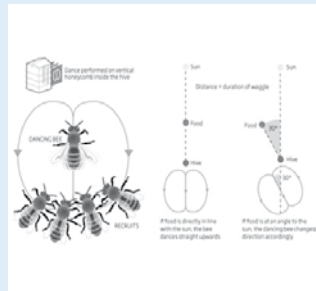 Dance performed on vertical
honeycomb inside the hive
DANCING BEE
RECRUITS
Sun
Distance = duration of waggle
Food
Hive
If food is directly in line
with the sun, the bee
dances straight upwards
Sun
Food
30°
Hive
30°
If food is at an angle to the
sun, the dancing bee changes
direction accordingly